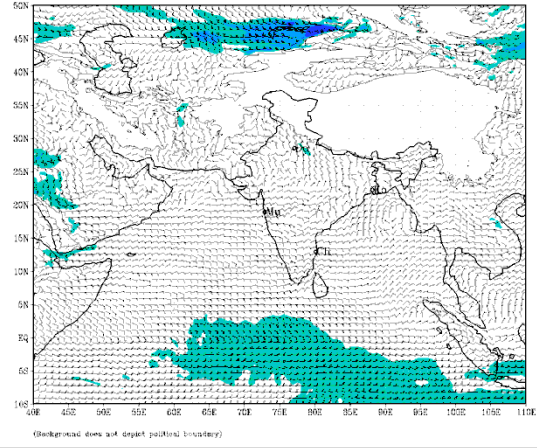 50N
45N
40N
35N
30N
25N
20N
15N
10N
5N
EQ
5S
10S
40E 45E 50E 55E 60E 65E 70E 75E 80E 85E 90E 95E 100E 105E 110E
(Background does not depict political boundary)